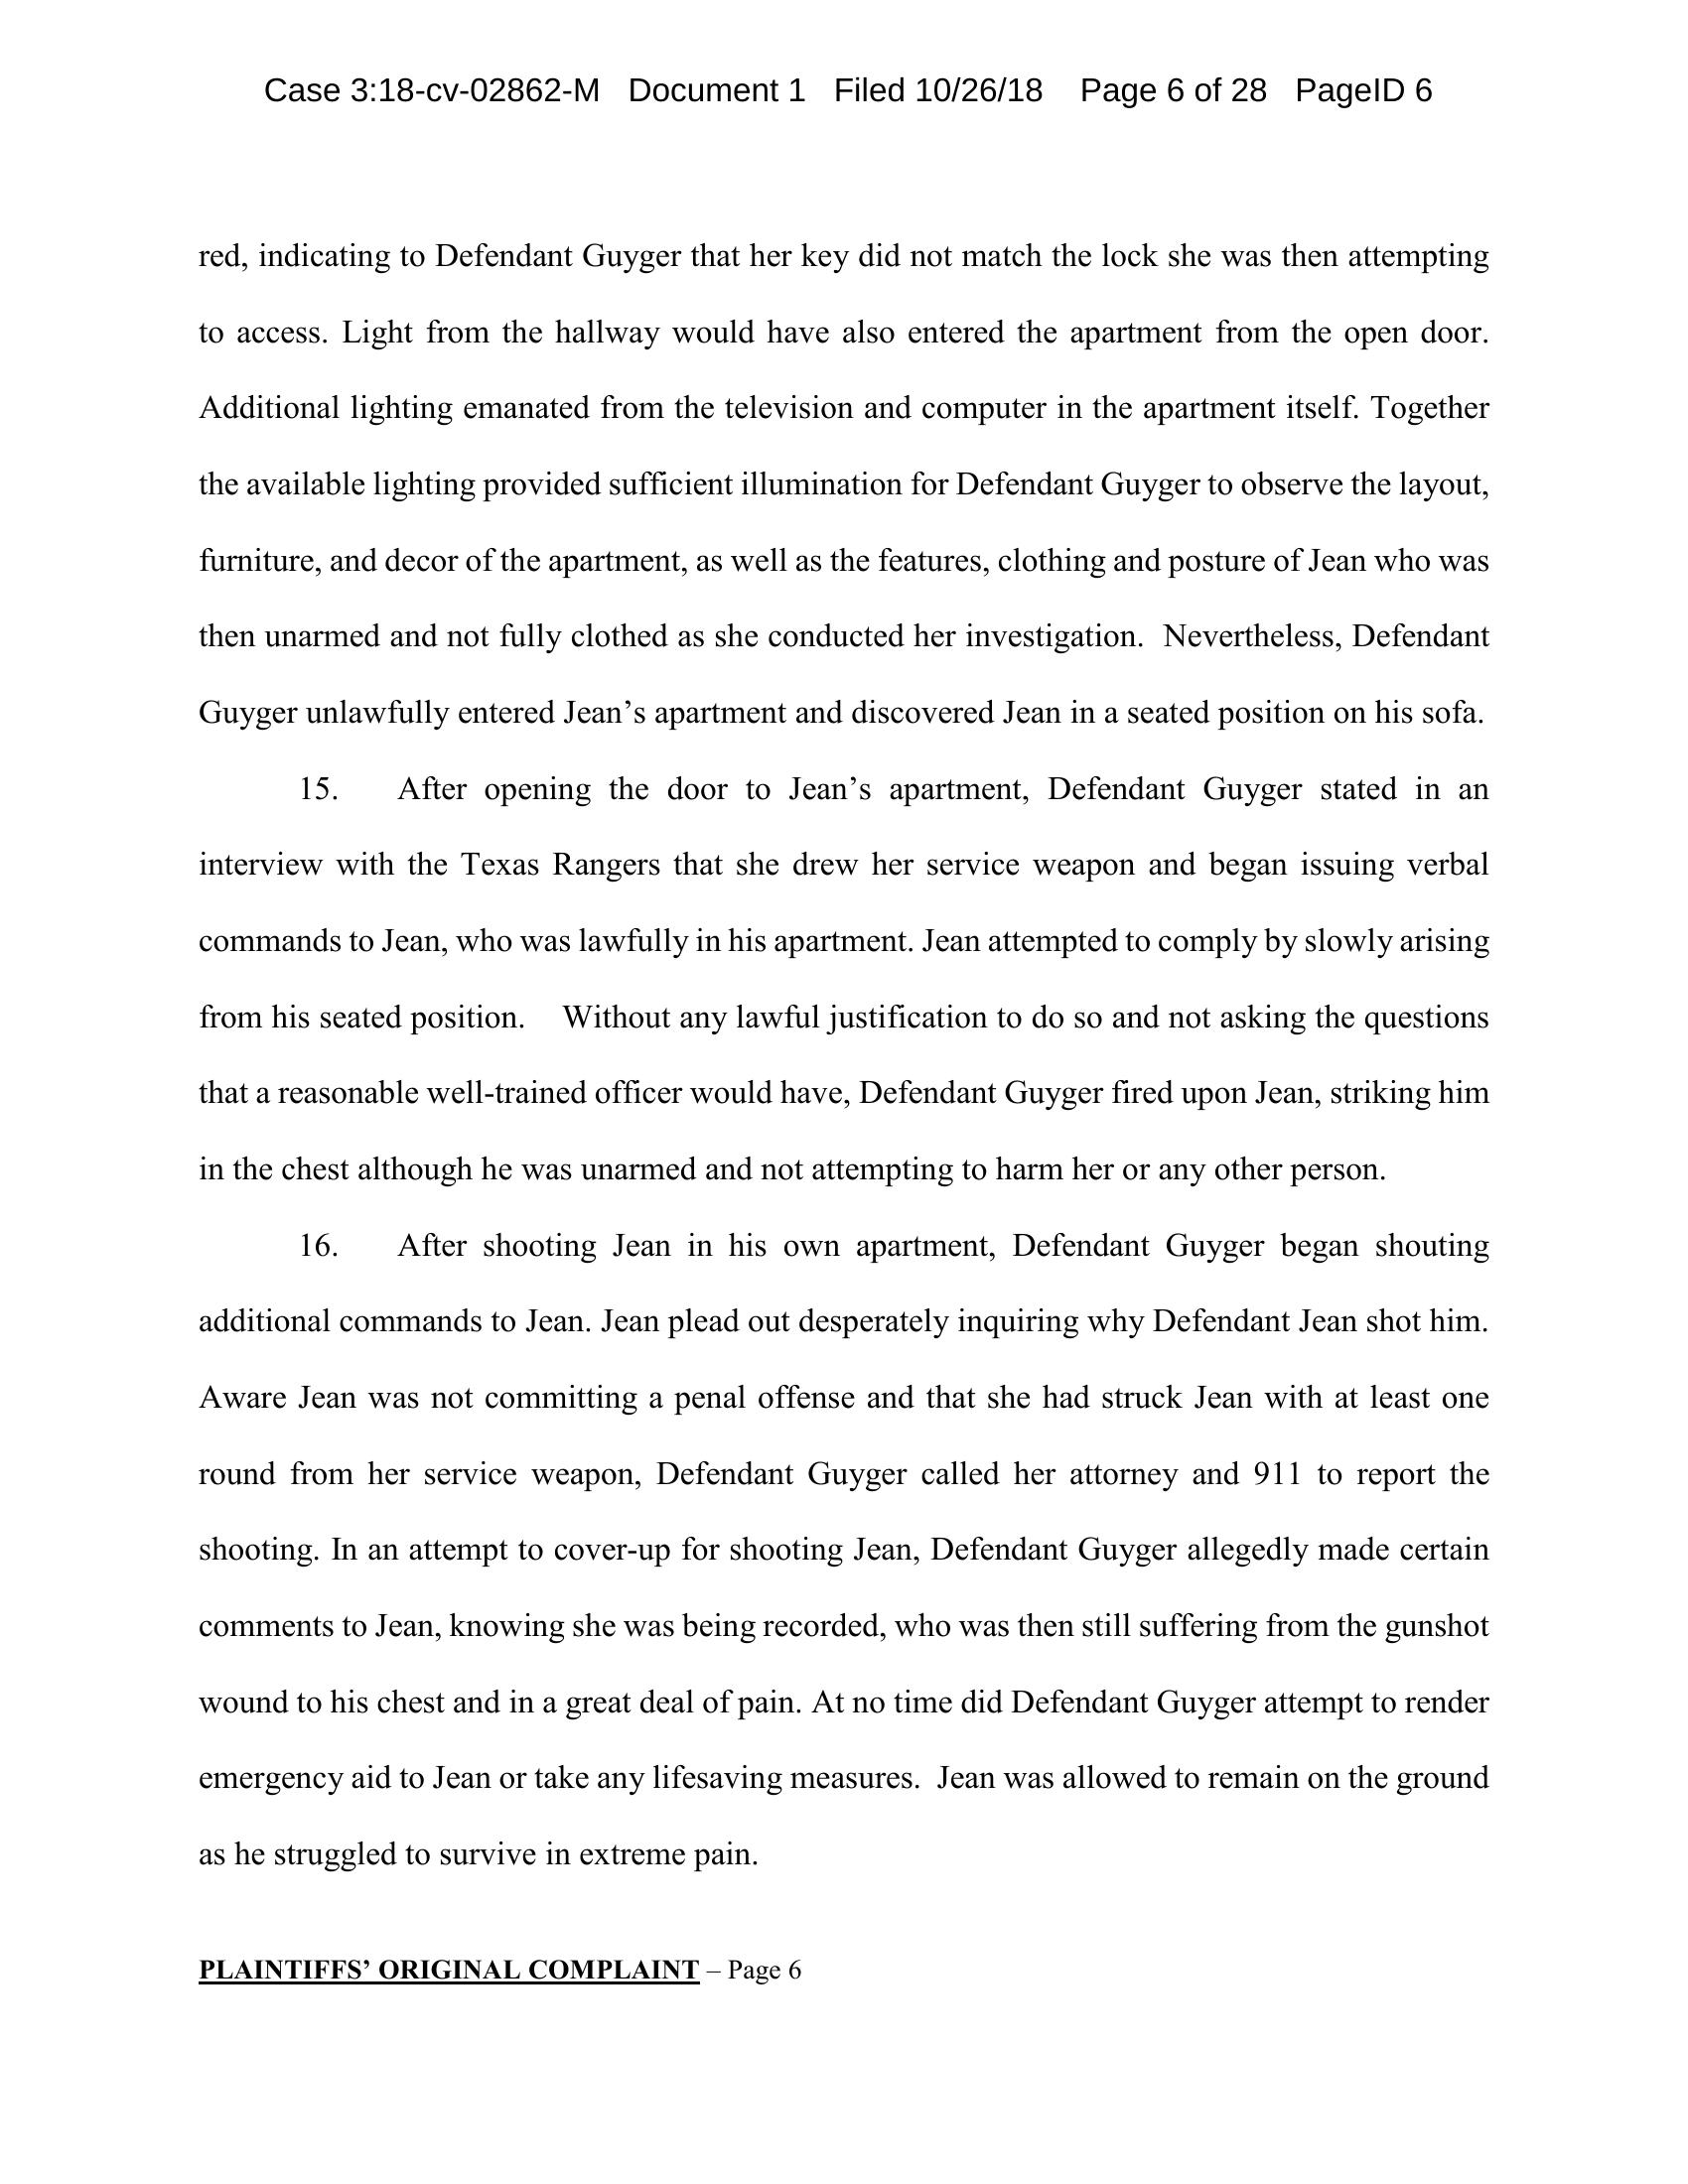 Case 3:18-cv-02862-M Document 1 Filed 10/26/18 Page 6 of 28 PageID 6
red, indicating to Defendant Guyger that her key did not match the lock she was then attempting
to access. Light from the hallway would have also entered the apartment from the open door.
Additional lighting emanated from the television and computer in the apartment itself. Together
the available lighting provided sufficient illumination for Defendant Guyger to observe the layout,
furniture, and decor of the apartment, as well as the features, clothing and posture of Jean who was
then unarmed and not fully clothed as she conducted her investigation. Nevertheless, Defendant
Guyger unlawfully entered Jean’s apartment and discovered Jean in a seated position on his sofa.
15. After opening the door to Jean’s apartment, Defendant Guyger stated in an
interview with the Texas Rangers that she drew her service weapon and began issuing verbal
commands to Jean, who was lawfully in his apartment. Jean attempted to comply by slowly arising
from his seated position. Without any lawful justification to do so and not asking the questions
that a reasonable well-trained officer would have, Defendant Guyger fired upon Jean, striking him
in the chest although he was unarmed and not attempting to harm her or any other person.
16. After shooting Jean in his own apartment, Defendant Guyger began shouting
additional commands to Jean. Jean plead out desperately inquiring why Defendant Jean shot him.
Aware Jean was not committing a penal offense and that she had struck Jean with at least one
round from her service weapon, Defendant Guyger called her attorney and 911 to report the
shooting. In an attempt to cover-up for shooting Jean, Defendant Guyger allegedly made certain
comments to Jean, knowing she was being recorded, who was then still suffering from the gunshot
wound to his chest and in a great deal of pain. At no time did Defendant Guyger attempt to render
emergency aid to Jean or take any lifesaving measures. Jean was allowed to remain on the ground
as he struggled to survive in extreme pain.
PLAINTIFFS’ ORIGINAL COMPLAINT – Page 6